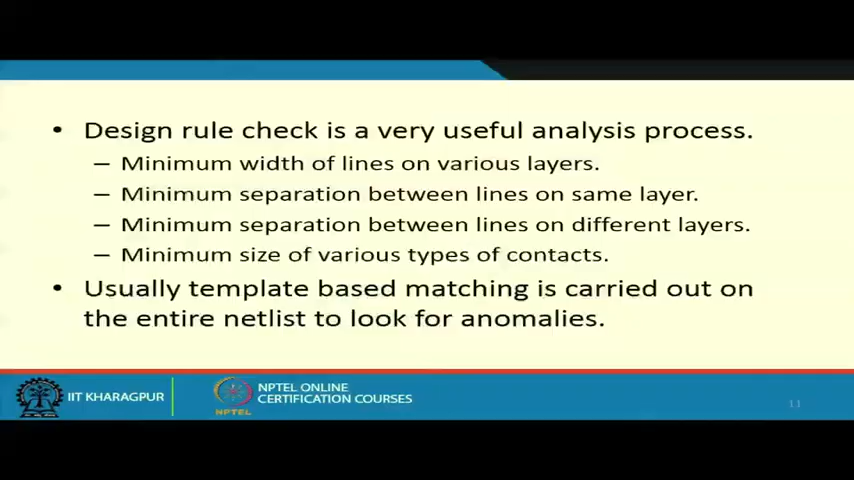 • Design rule check is a very useful analysis process.
– Minimum width of lines on various layers.
– Minimum separation between lines on same layer.
– Minimum separation between lines on different layers.
– Minimum size of various types of contacts.
• Usually template based matching is carried out on
the entire netlist to look for anomalies.
IIT KHARAGPUR
NPTEL
NPTEL ONLINE
CERTIFICATION COURSES
11